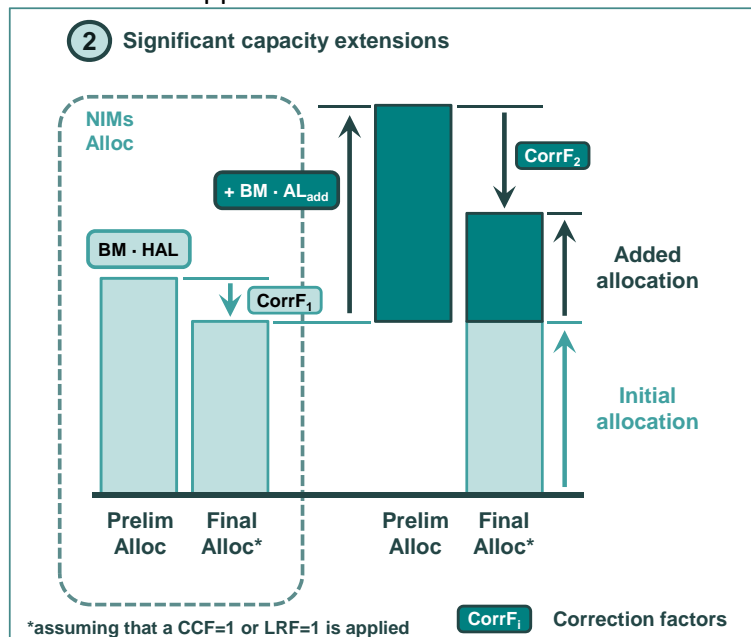 2 Significant capacity extensions
NIMs
Alloc
CorrF2
+ BM · ALadd
BM · HAL
Added
allocation
CorrF1
Initial
allocation
Prelim
Alloc
Final
Alloc*
Prelim
Alloc
Final
Alloc*
*assuming that a CCF=1 or LRF=1 is applied
CorrFi Correction factors